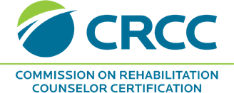 CRCC
COMMISSION ON REHABILITATION
COUNSELOR CERTIFICATION